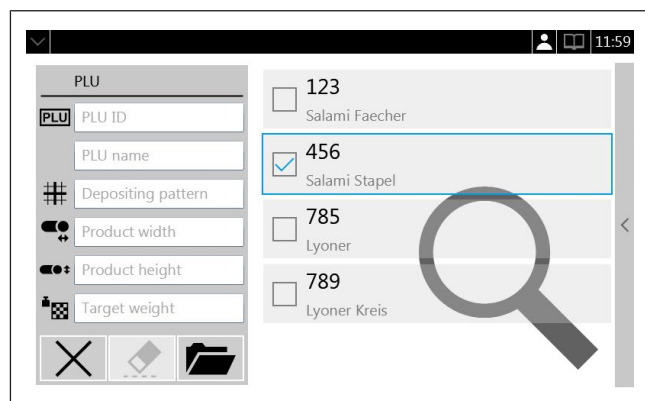 11:59
PLU
PLU PLU ID
PLU name
Depositing pattern
Product width
Product height
Target weight
123
Salami Faecher
456
Salami Stapel
785
Lyoner
789
Lyoner Kreis